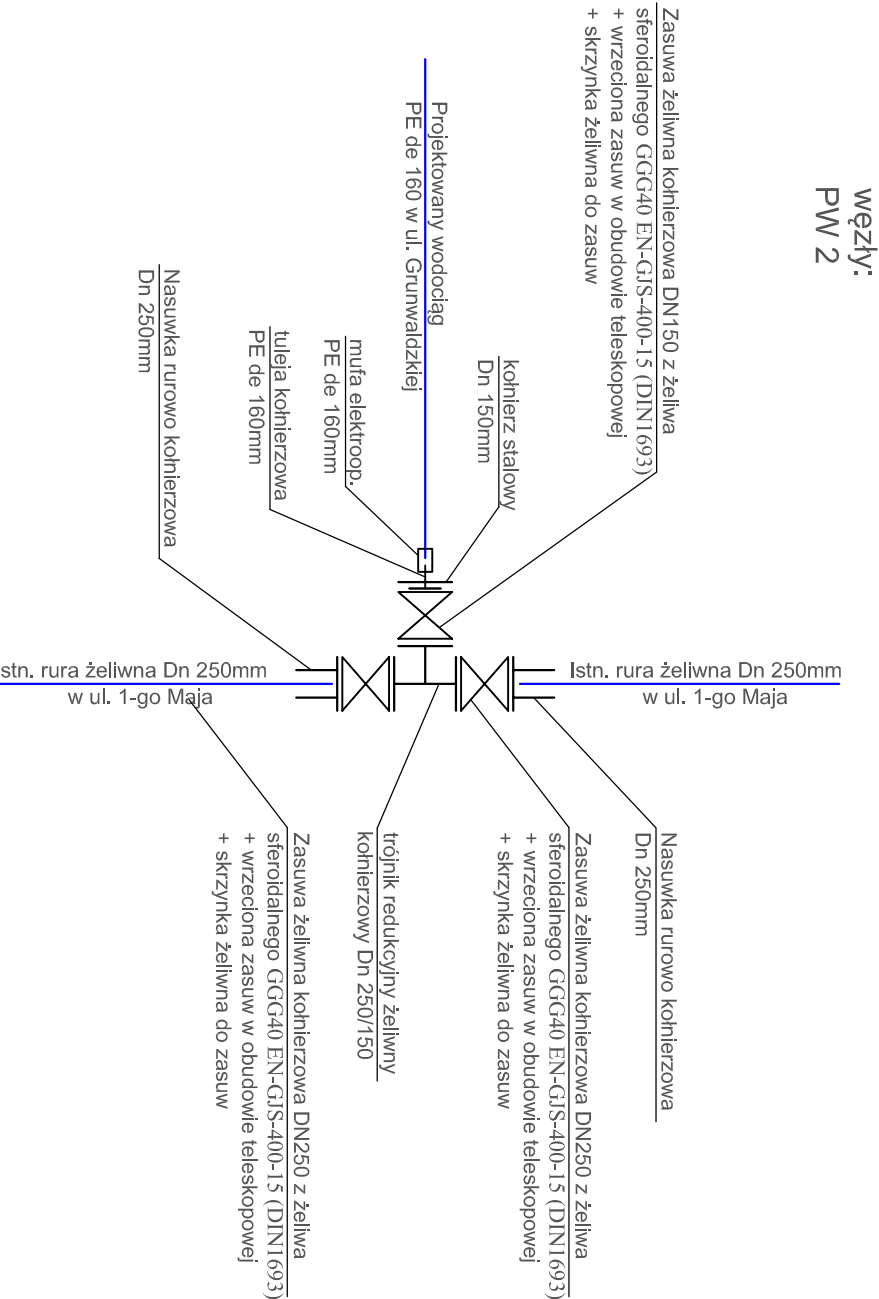 węzły:
PW 2
Zasuwa żeliwna kołnierzowa DN150 z żeliwa
sferoidalnego GGG40 EN-GJS-400-15 (DIN1693)
+ wrzeciona zasuw w obudowie teleskopowej
+ skrzynka żeliwna do zasuw
Projektowany wodociąg
PE de 160 w ul. Grunwaldzkiej
kołnierz stalowy
Dn 150mm
mufa elektroop.
PE de 160mm
tuleja kołnierzowa
PE de 160mm
Nasuwka rurowo kołnierzowa
Dn 250mm
Istn. rura żeliwna Dn 250mm
w ul. 1-go Maja
stn. rura żeliwna Dn 250mm
w ul. 1-go Maja
Nasuwka rurowo kołnierzowa
Dn 250mm
Zasuwa żeliwna kołnierzowa DN250 z żeliwa
sferoidalnego GGG40 EN-GJS-400-15 (DIN1693)
+ wrzeciona zasuw w obudowie teleskopowej
+ skrzynka żeliwna do zasuw
trójnik redukcyjny żeliwny
kołnierzowy Dn 250/150
Zasuwa żeliwna kołnierzowa DN250 z żeliwa
sferoidalnego GGG40 EN-GJS-400-15 (DIN1693)
+ wrzeciona zasuw w obudowie teleskopowej
+ skrzynka żeliwna do zasuw